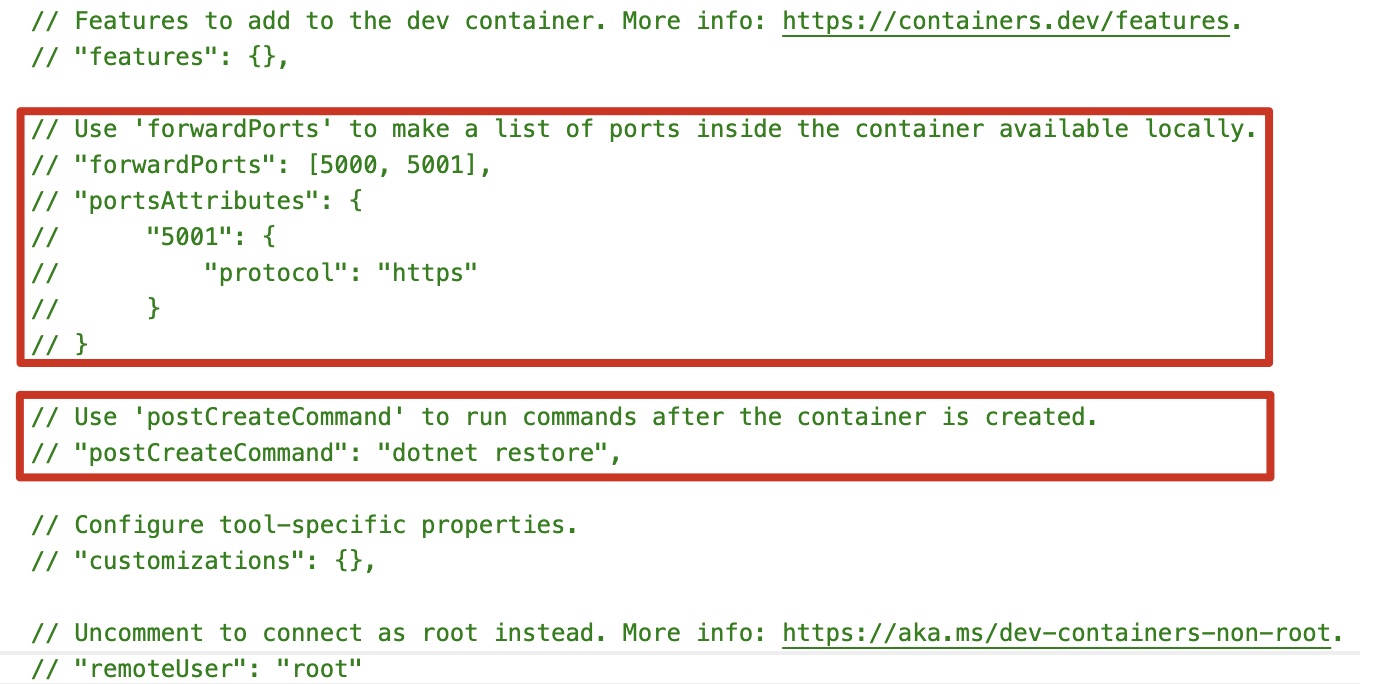 // Features to add to the dev container. More info: https://containers.dev/features.
// "features": {},
// Use 'forwardPorts' to make a list of ports inside the container available locally.
// "forwardPorts": [5000, 5001],
// "portsAttributes": {
//      "5001": {
//          "protocol": "https"
//      }
// }
// Use 'postCreateCommand' to run commands after the container is created.
// "postCreateCommand": "dotnet restore",
// Configure tool-specific properties.
// "customizations": {},
// Uncomment to connect as root instead. More info: https://aka.ms/dev-containers-non-root.
// "remoteUser": "root"